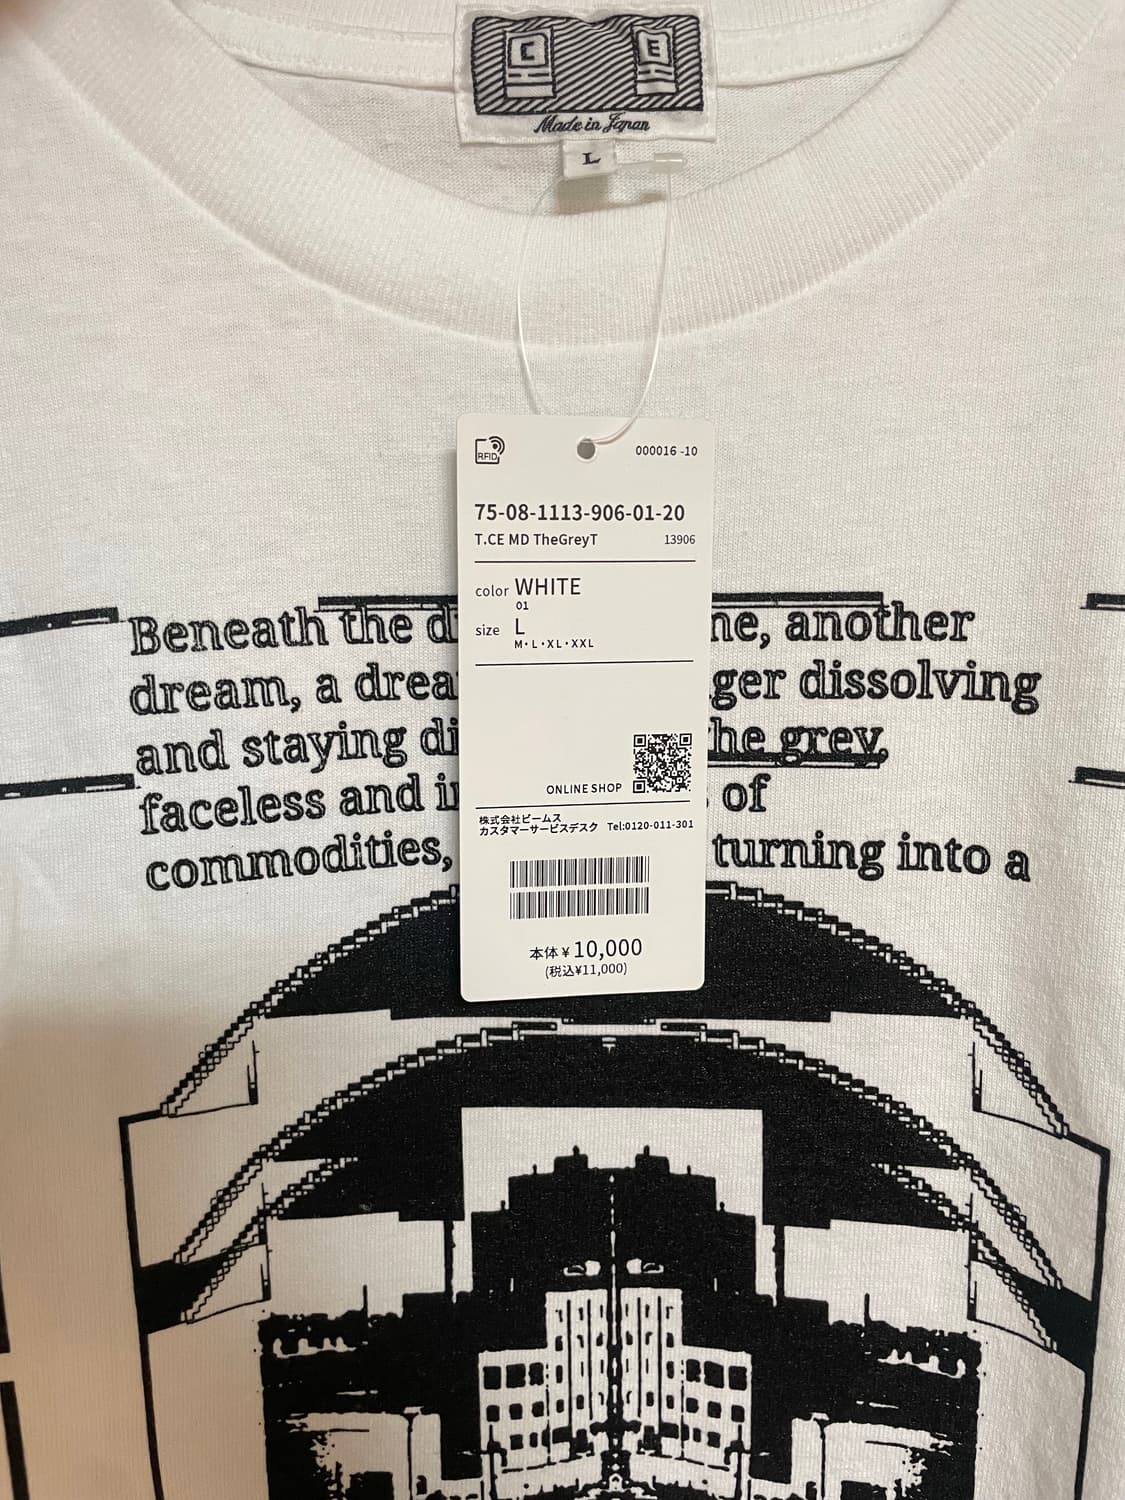 C E
Made in Japan
L
RFID
000016 -10
75-08-1113-906-01-20
T.CE MD TheGreyT 13906
color WHITE
01
size L
M・L・XL・XXL
ONLINE SHOP
株式会社ビームス
カスタマーサービスデスク Tel:0120-011-301
本体¥10,000
(税込¥11,000)
Beneath the ne, another
dream, a ger dissolving
and staying he grey,
faceless and of
commodities, turning into a